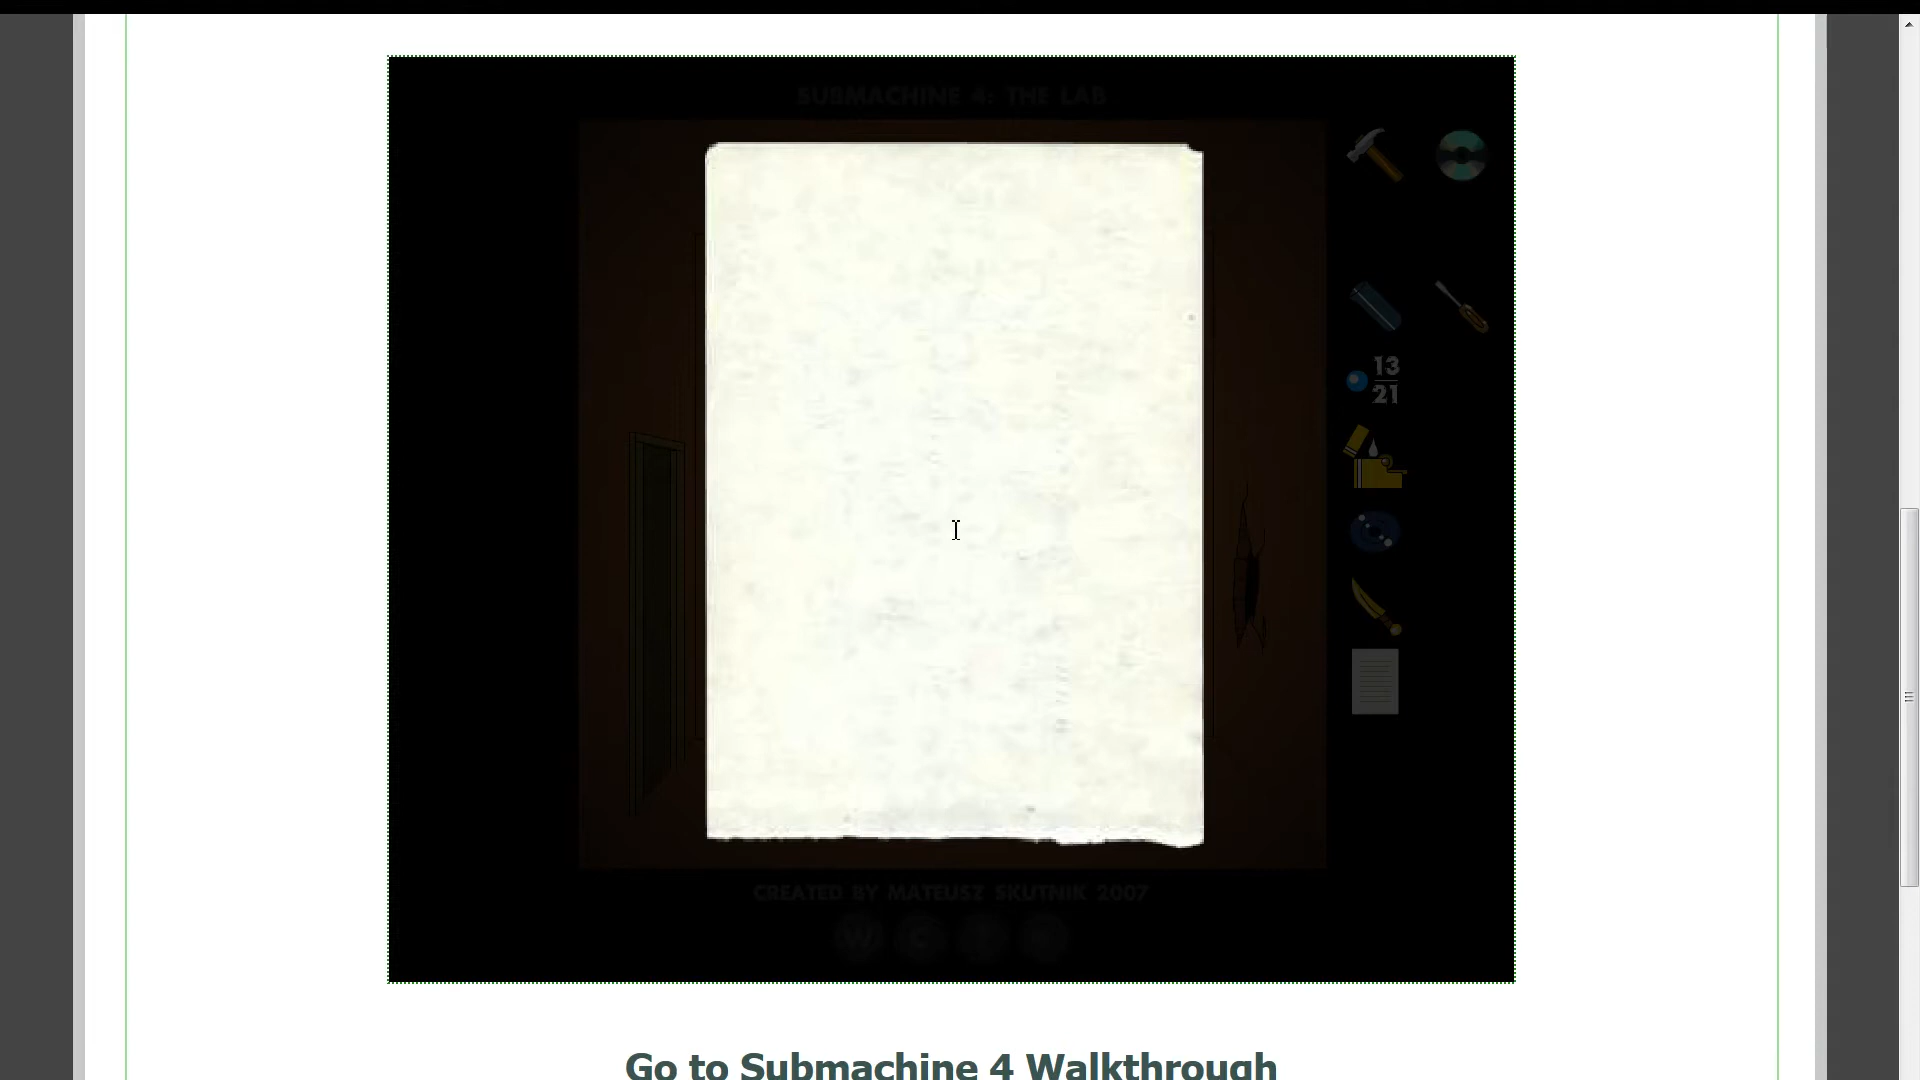 SUBMACHINE 4: THE LAB
13
21
CREATED BY MATEUSZ SKUTNIK 2007
W C
Go to Submachine 4 Walkthrough